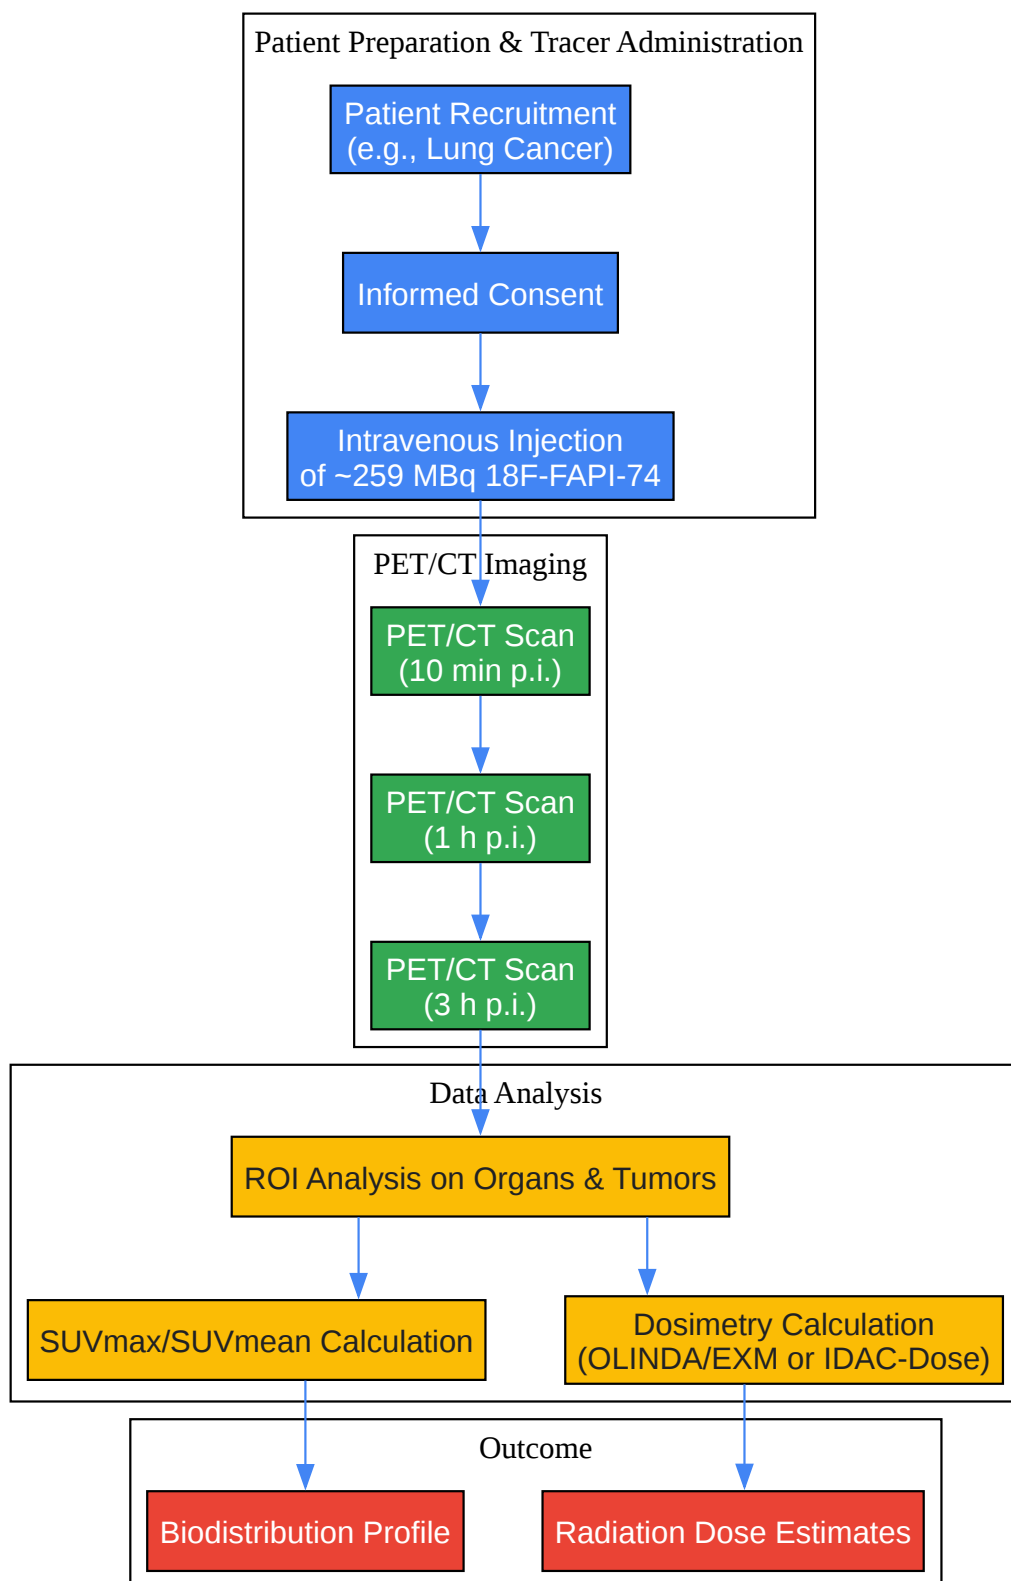 Patient Preparation & Tracer Administration
Patient Recruitment
(e.g., Lung Cancer)
Informed Consent
Intravenous Injection
of ~259 MBq 18F-FAPI-74
PET/CT Imaging
PET/CT Scan
(10 min p.i.)
PET/CT Scan
(1 h p.i.)
PET/CT Scan
(3 h p.i.)
Data Analysis
ROI Analysis on Organs & Tumors
SUVmax/SUVmean Calculation
Dosimetry Calculation
(OLINDA/EXM or IDAC-Dose)
Outcome
Biodistribution Profile
Radiation Dose Estimates